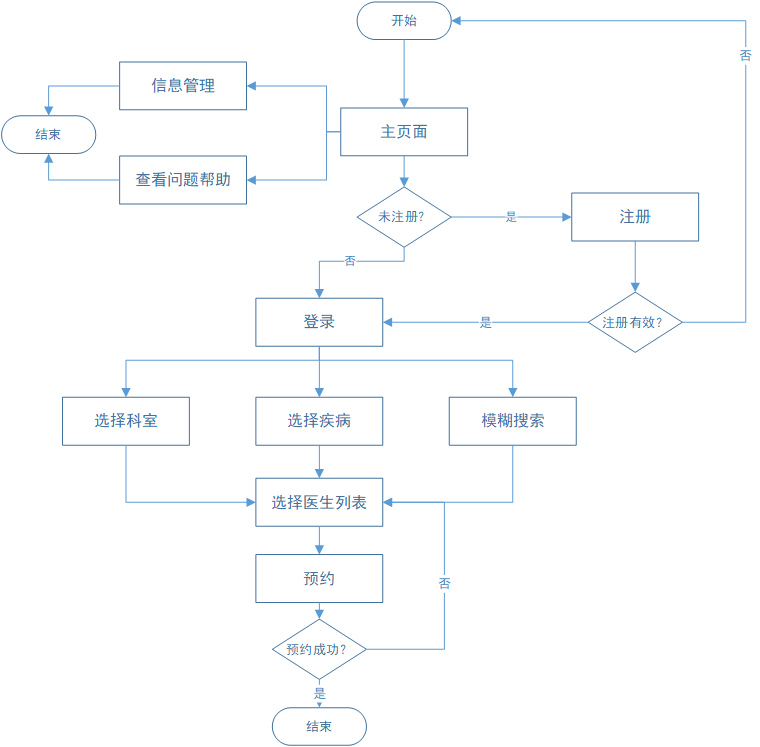 开始
否
信息管理
主页面
结束
查看问题帮助
未注册?
是
注册
否
登录
是
注册有效?
选择科室
选择疾病
模糊搜索
选择医生列表
预约
否
预约成功?
是
结束